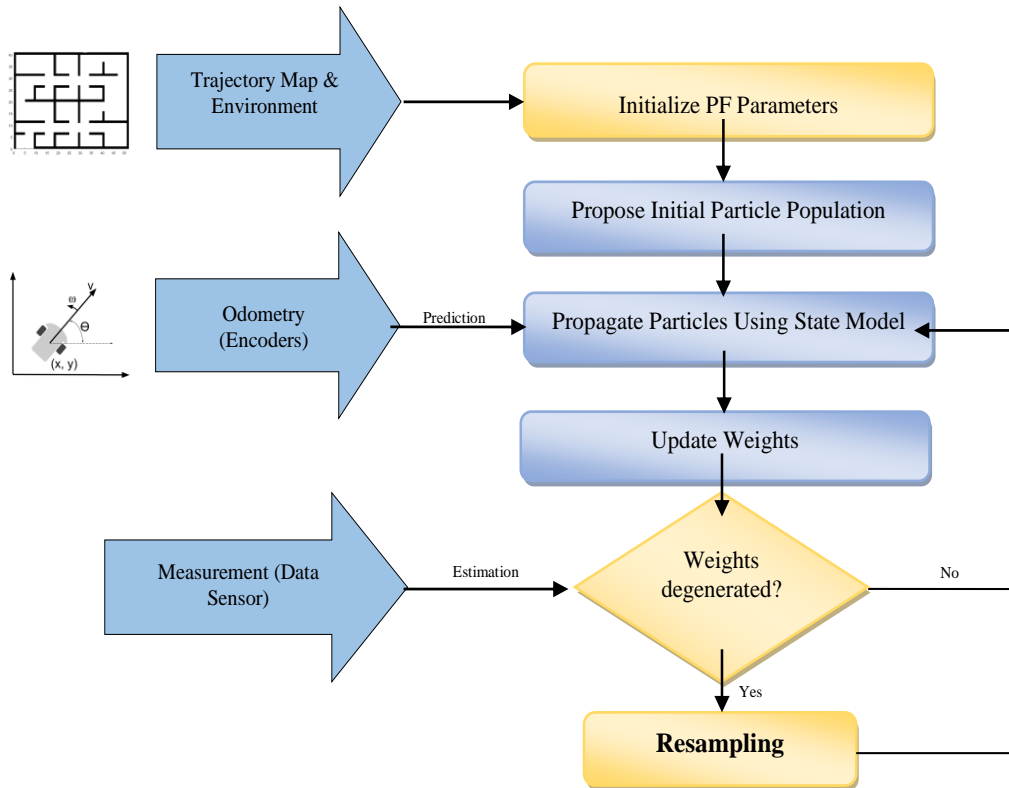 Trajectory Map &
Environment
Initialize PF Parameters
Propose Initial Particle Population
v
ω
Θ
(x, y)
Odometry
(Encoders)
Prediction
Propagate Particles Using State Model
Update Weights
Measurement (Data
Sensor)
Estimation
Weights
degenerated?
No
Yes
Resampling